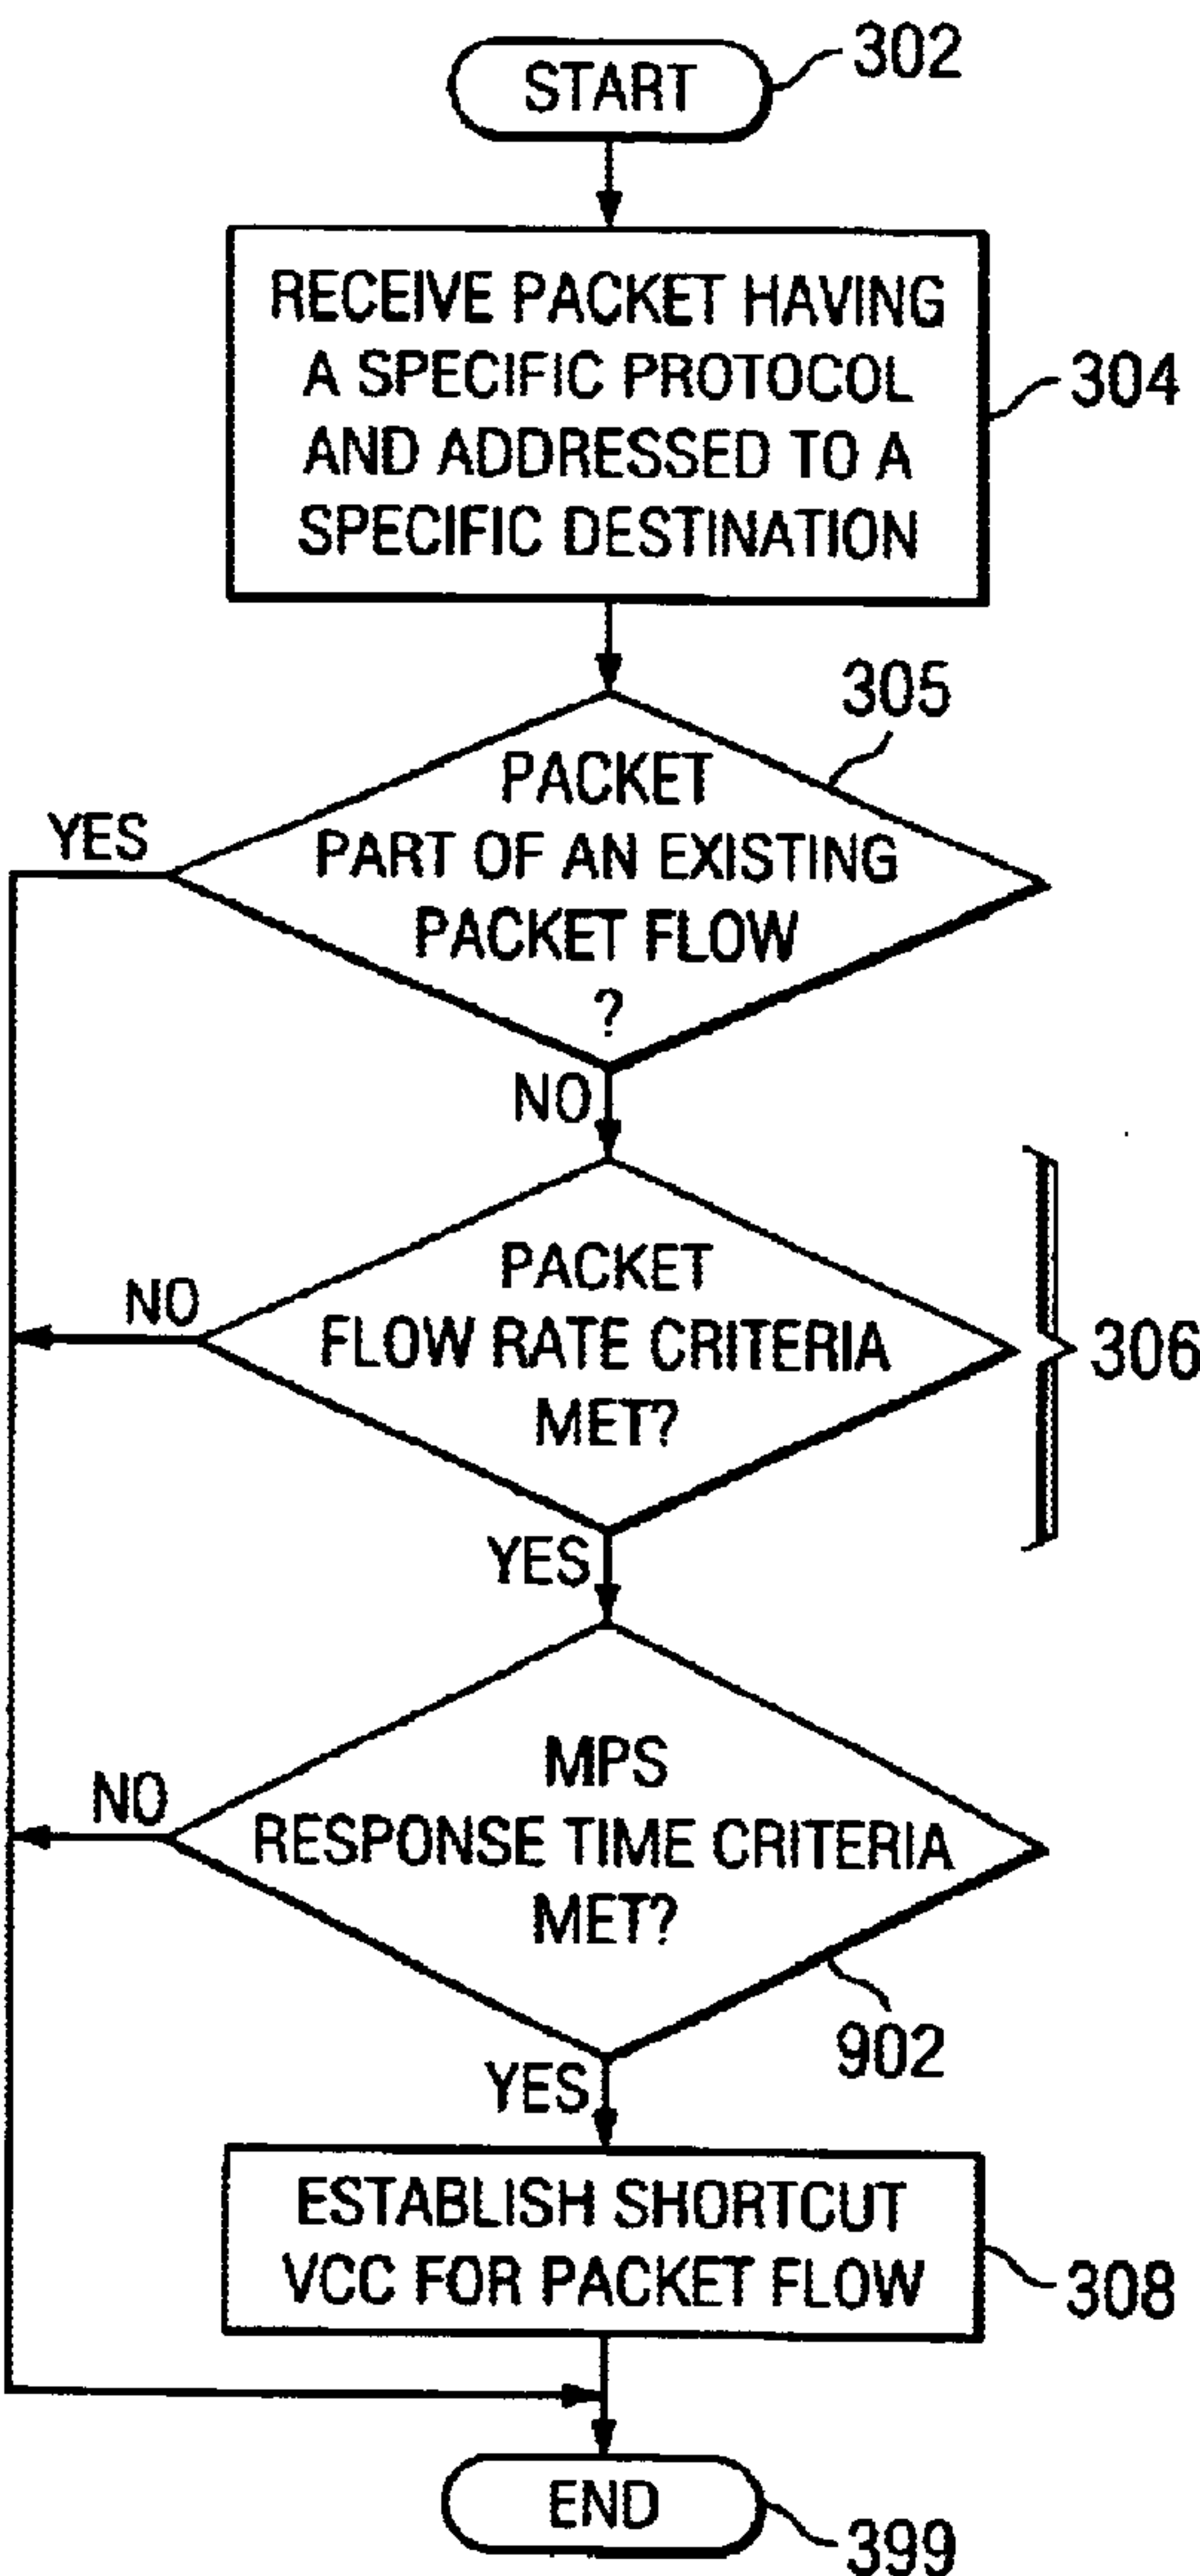 START
302
RECEIVE PACKET HAVING
A SPECIFIC PROTOCOL
AND ADDRESSED TO A
SPECIFIC DESTINATION
304
305
PACKET
PART OF AN EXISTING
PACKET FLOW
?
YES
NO
PACKET
FLOW RATE CRITERIA
MET?
NO
306
YES
MPS
RESPONSE TIME CRITERIA
MET?
NO
902
YES
ESTABLISH SHORTCUT
VCC FOR PACKET FLOW
308
END
399